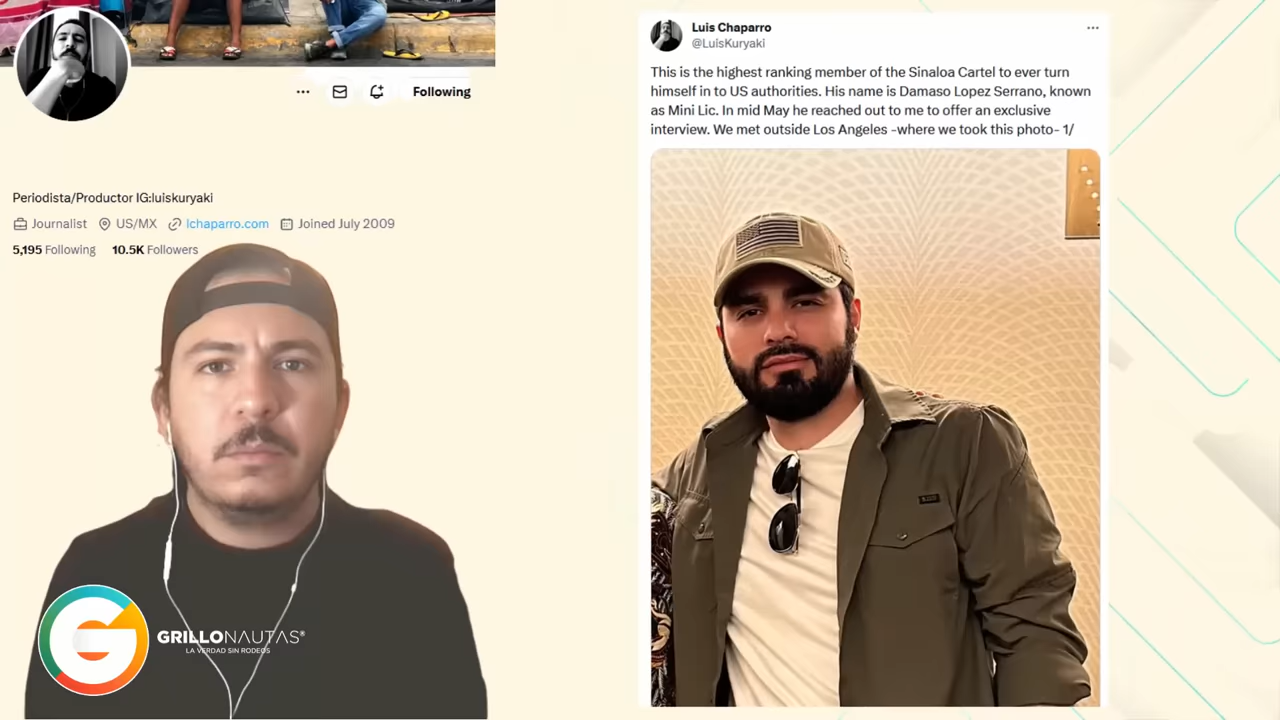 Following
Periodista/Productor IG:luiskuryaki
Journalist US/MX lchaparro.com Joined July 2009
5,195 Following 10.5K Followers
GRILLONAUTAS®
LA VERDAD SIN RODEOS
Luis Chaparro
@LuisKuryaki
This is the highest ranking member of the Sinaloa Cartel to ever turn
himself in to US authorities. His name is Damaso Lopez Serrano, known
as Mini Lic. In mid May he reached out to me to offer an exclusive
interview. We met outside Los Angeles -where we took this photo- 1/